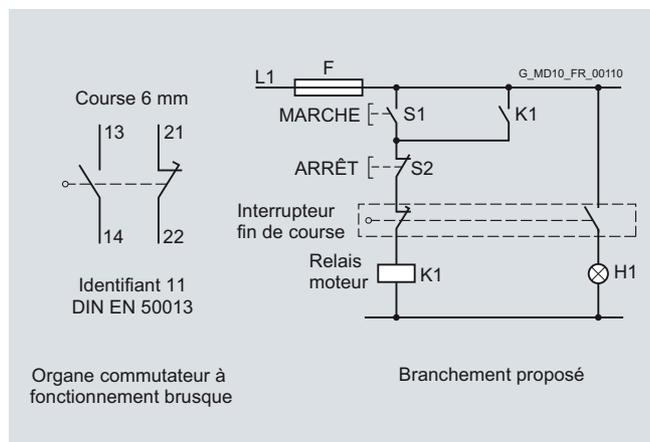 L1
F
G_MD10_FR_00110
Course 6 mm
MARCHE
S1
K1
13
21
ARRÊT
S2
Interrupteur
fin de course
14
22
Relais
moteur
K1
H1
Identifiant 11
DIN EN 50013
Organe commutateur à
fonctionnement brusque
Branchement proposé